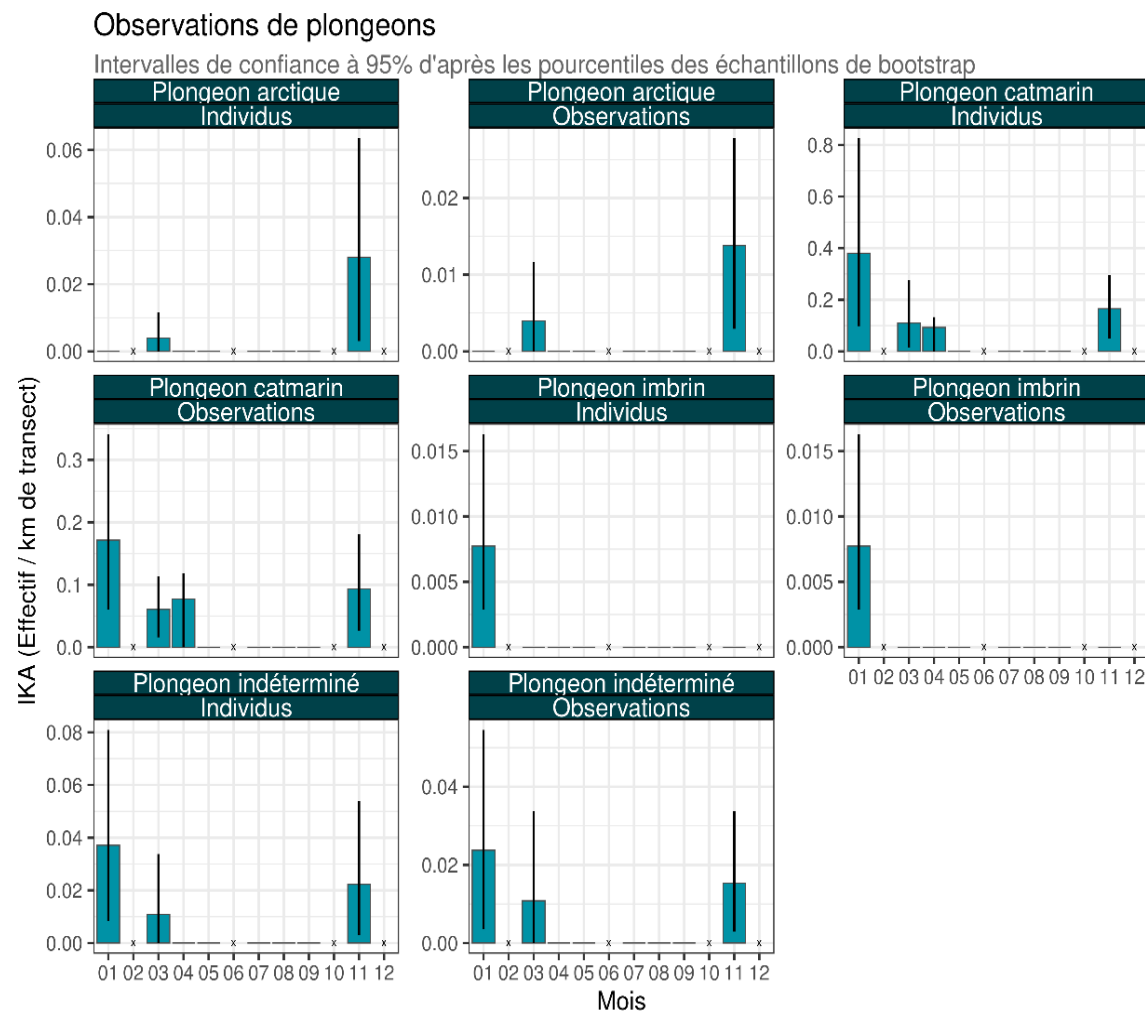 Observations de plongeons
Intervalles de confiance à 95% d'après les pourcentiles des échantillons de bootstrap
Plongeon arctique
Individus
0.06
0.04
0.02
0.00
x x x x
Plongeon arctique
Observations
0.02
0.01
0.00
x x x x
Plongeon catmarin
Individus
0.8
0.6
0.4
0.2
0.0
x x x x
IKA (Effectif / km de transect)
Plongeon catmarin
Observations
0.3
0.2
0.1
0.0
x x x x
Plongeon imbrin
Individus
0.015
0.010
0.005
0.000
x x x x
Plongeon imbrin
Observations
0.015
0.010
0.005
0.000
x x x x
01 02 03 04 05 06 07 08 09 10 11 12
Plongeon indéterminé
Individus
0.08
0.06
0.04
0.02
0.00
x x x x
01 02 03 04 05 06 07 08 09 10 11 12
Plongeon indéterminé
Observations
0.04
0.02
0.00
x x x x
01 02 03 04 05 06 07 08 09 10 11 12
Mois